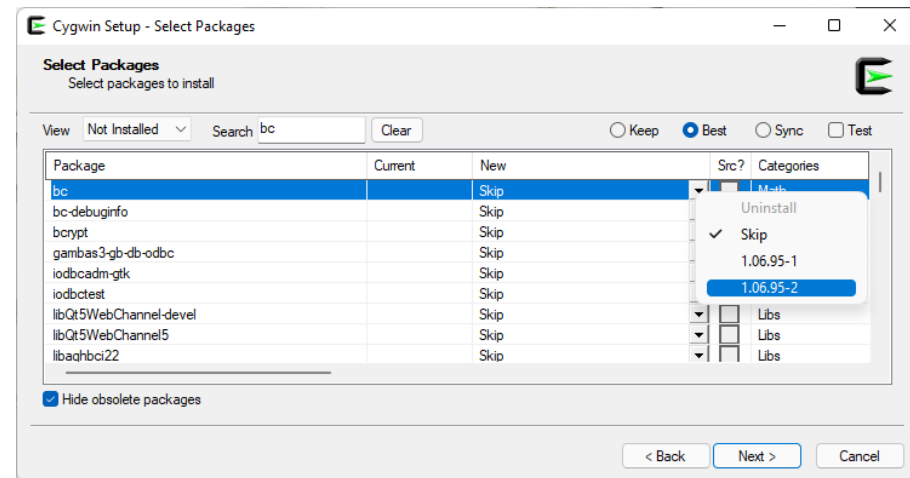 Cygwin Setup - Select Packages
Select Packages
Select packages to install
View Not Installed Search bc Clear Keep Best Sync Test
Package Current New Src? Categories
bc Skip Math
bc-debuginfo Skip
bcrypt Skip
gambas3-gb-db-odbc Skip
iodbcadm-gtk Skip
iodbctest Skip
libQt5WebChannel-devel Skip Libs
libQt5WebChannel5 Skip Libs
libaqhbci22 Skip Libs
Uninstall
Skip
1.06.95-1
1.06.95-2
Hide obsolete packages
< Back Next > Cancel